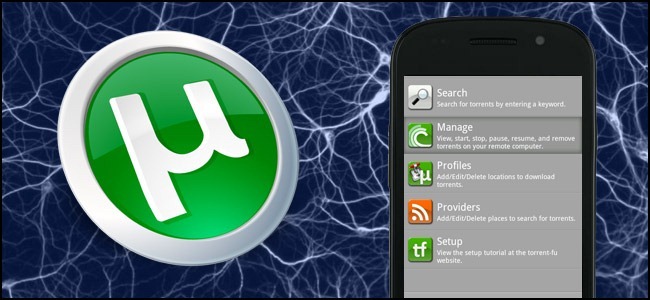 µ
Search
Search for torrents by entering a keyword.
Manage
View, start, stop, pause, resume, and remove
torrents on your remote computer.
Profiles
µ
Add/Edit/Delete locations to download
torrents.
Providers
Add/Edit/Delete places to search for torrents.
tf
Setup
View the setup tutorial at the torrent-fu
website.